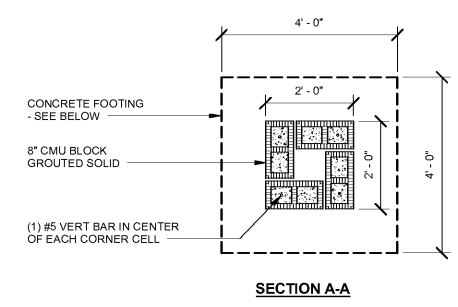 4' - 0"
2' - 0"
CONCRETE FOOTING
- SEE BELOW
8" CMU BLOCK
GROUTED SOLID
2' - 0"
4' - 0"
(1) #5 VERT BAR IN CENTER
OF EACH CORNER CELL
SECTION A-A